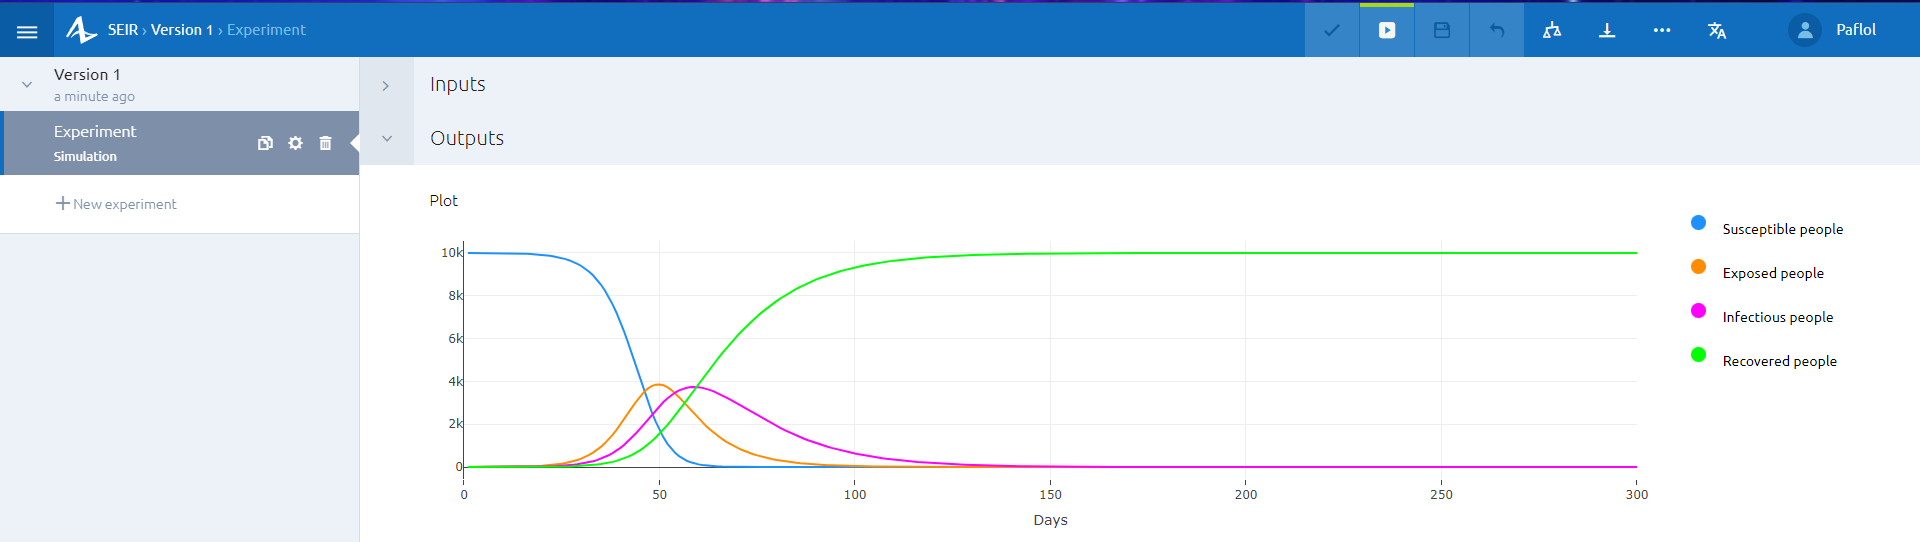 SEIR › Version 1 › Experiment
Paflol
Version 1
a minute ago
Experiment
Simulation
New experiment
Inputs
Outputs
Plot
10k
8k
6k
4k
2k
0
0 50 100 150 200 250 300
Days
Susceptible people
Exposed people
Infectious people
Recovered people